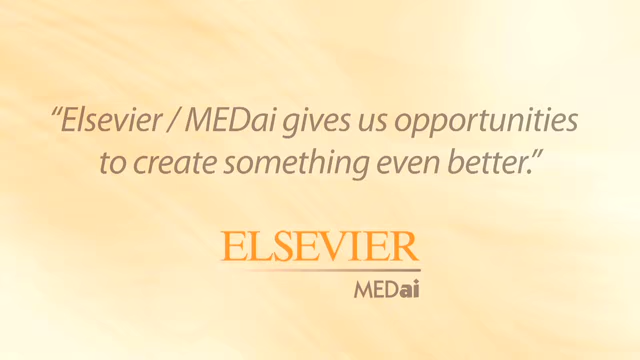 “Elsevier / MEDai gives us opportunities
to create something even better.”
ELSEVIER
MEDai